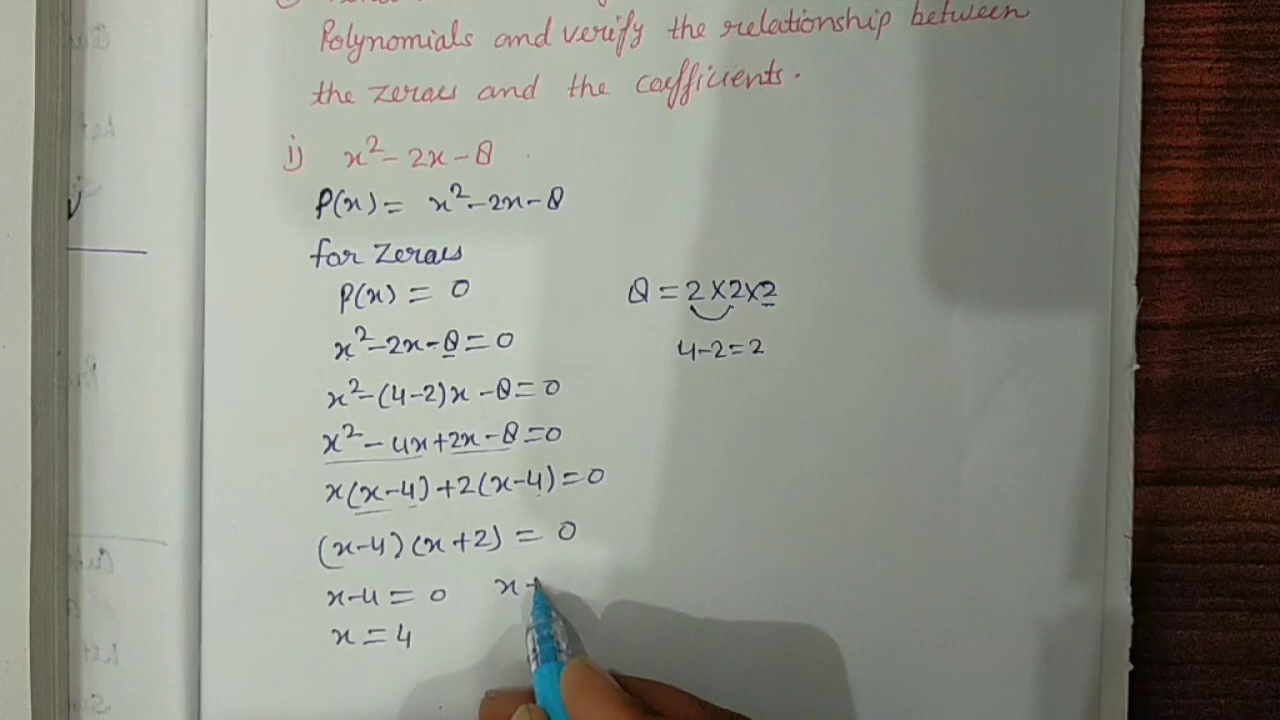 Polynomials and verify the relationship between
the zeroes and the coefficients.
i) x² - 2x - 8
P(x) = x² - 2x - 8
for zeroes
P(x) = 0
8 = 2×2×2
x² - 2x - 8 = 0
4 - 2 = 2
x² - (4-2)x - 8 = 0
x² - 4x + 2x - 8 = 0
x(x-4) + 2(x-4) = 0
(x-4) (x+2) = 0
x - 4 = 0 x +
x = 4